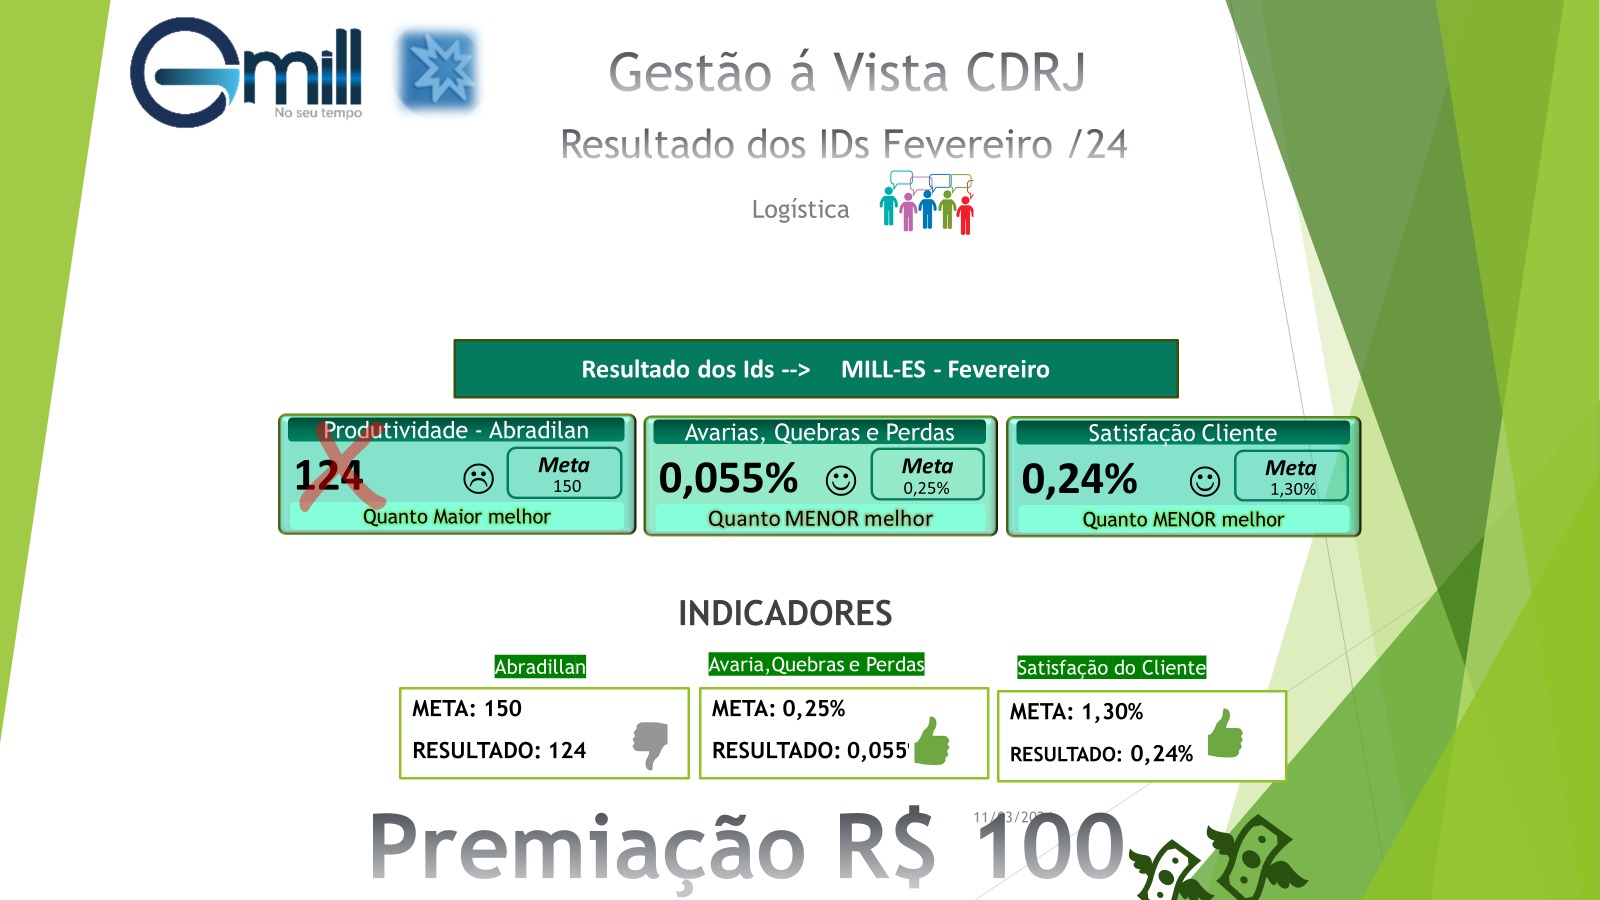 Gmill
No seu tempo
Gestão á Vista CDRJ
Resultado dos IDs Fevereiro /24
Logística
Resultado dos Ids --> MILL-ES - Fevereiro
Produtividade - Abradilan
124
Meta
150
Quanto Maior melhor
Avarias, Quebras e Perdas
0,055%
Meta
0,25%
Quanto MENOR melhor
Satisfação Cliente
0,24%
Meta
1,30%
Quanto MENOR melhor
INDICADORES
Abradillan
META: 150
RESULTADO: 124
Avaria,Quebras e Perdas
META: 0,25%
RESULTADO: 0,055
Satisfação do Cliente
META: 1,30%
RESULTADO: 0,24%
Premiação R$ 100